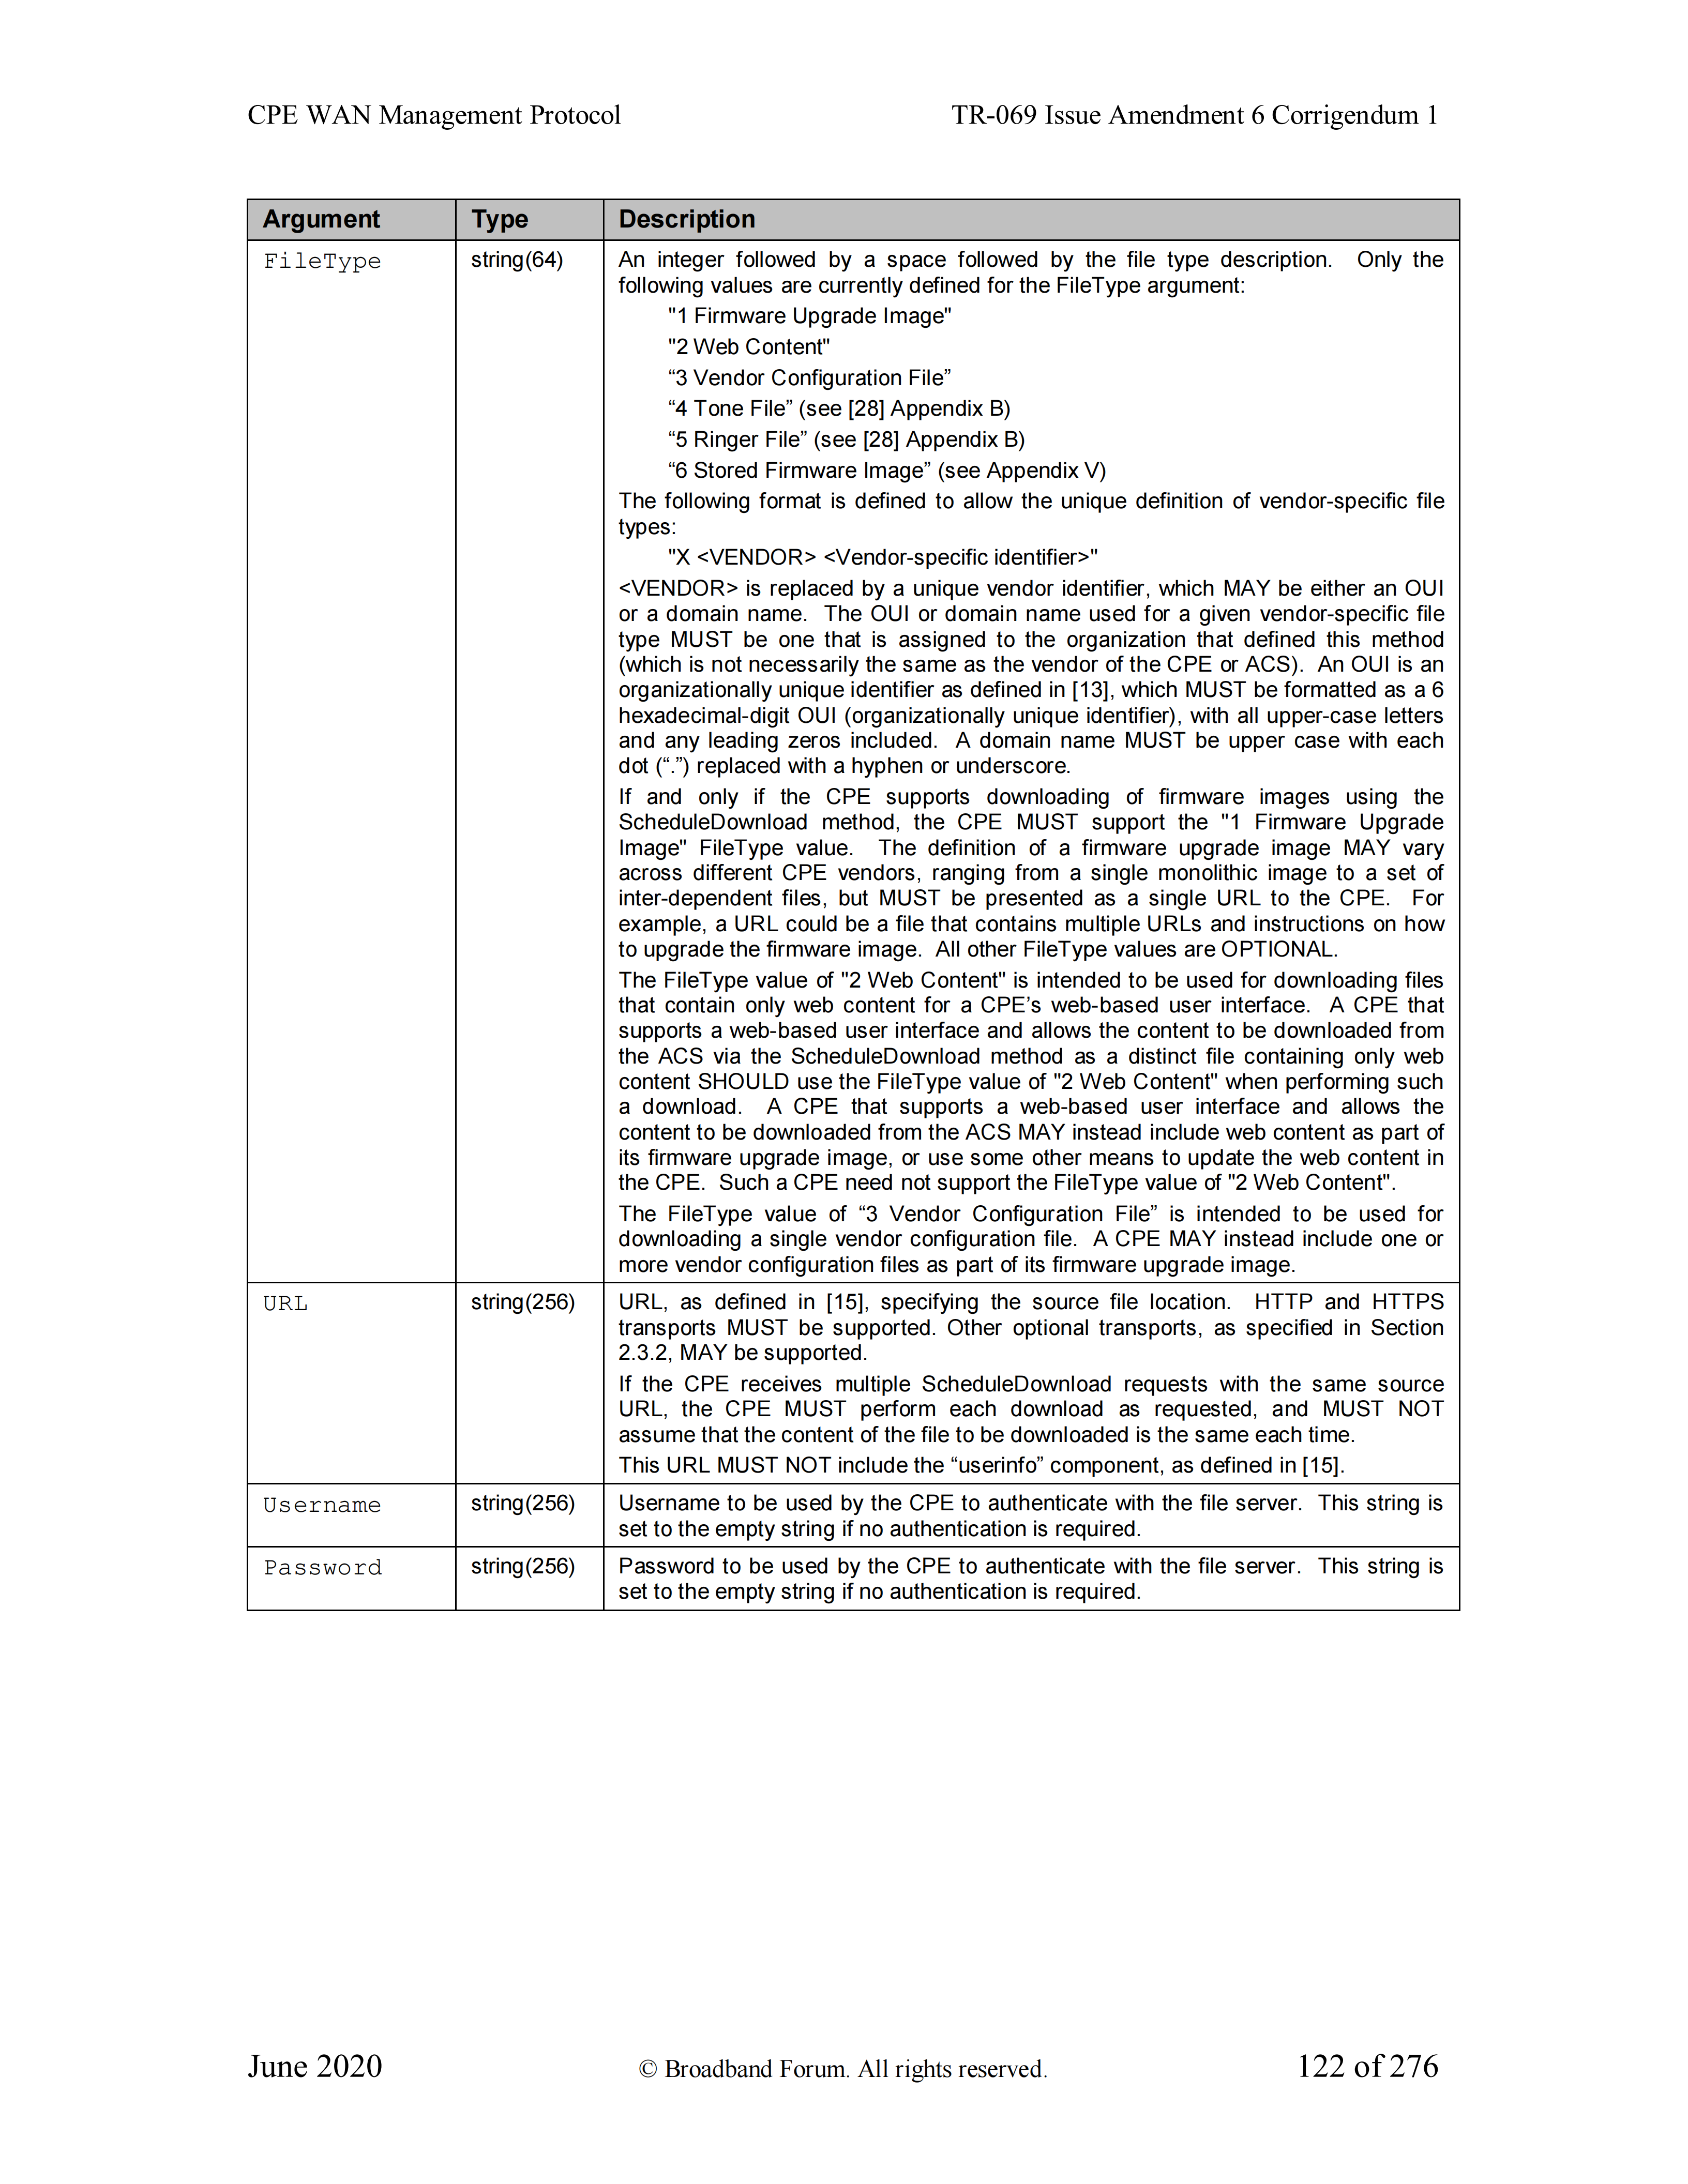 CPE WAN Management Protocol TR-069 Issue Amendment 6 Corrigendum 1
Argument Type Description
FileType string(64) An integer followed by a space followed by the file type description. Only the
following values are currently defined for the FileType argument:
"1 Firmware Upgrade Image"
"2 Web Content"
“3 Vendor Configuration File”
“4 Tone File” (see [28] Appendix B)
“5 Ringer File” (see [28] Appendix B)
“6 Stored Firmware Image” (see Appendix V)
The following format is defined to allow the unique definition of vendor-specific file
types:
"X <VENDOR> <Vendor-specific identifier>"
<VENDOR> is replaced by a unique vendor identifier, which MAY be either an OUI
or a domain name. The OUI or domain name used for a given vendor-specific file
type MUST be one that is assigned to the organization that defined this method
(which is not necessarily the same as the vendor of the CPE or ACS). An OUI is an
organizationally unique identifier as defined in [13], which MUST be formatted as a 6
hexadecimal-digit OUI (organizationally unique identifier), with all upper-case letters
and any leading zeros included. A domain name MUST be upper case with each
dot (“.”) replaced with a hyphen or underscore.
If and only if the CPE supports downloading of firmware images using the
ScheduleDownload method, the CPE MUST support the "1 Firmware Upgrade
Image" FileType value. The definition of a firmware upgrade image MAY vary
across different CPE vendors, ranging from a single monolithic image to a set of
inter-dependent files, but MUST be presented as a single URL to the CPE. For
example, a URL could be a file that contains multiple URLs and instructions on how
to upgrade the firmware image. All other FileType values are OPTIONAL.
The FileType value of "2 Web Content" is intended to be used for downloading files
that contain only web content for a CPE’s web-based user interface. A CPE that
supports a web-based user interface and allows the content to be downloaded from
the ACS via the ScheduleDownload method as a distinct file containing only web
content SHOULD use the FileType value of "2 Web Content" when performing such
a download. A CPE that supports a web-based user interface and allows the
content to be downloaded from the ACS MAY instead include web content as part of
its firmware upgrade image, or use some other means to update the web content in
the CPE. Such a CPE need not support the FileType value of "2 Web Content".
The FileType value of “3 Vendor Configuration File” is intended to be used for
downloading a single vendor configuration file. A CPE MAY instead include one or
more vendor configuration files as part of its firmware upgrade image.
URL string(256) URL, as defined in [15], specifying the source file location. HTTP and HTTPS
transports MUST be supported. Other optional transports, as specified in Section
2.3.2, MAY be supported.
If the CPE receives multiple ScheduleDownload requests with the same source
URL, the CPE MUST perform each download as requested, and MUST NOT
assume that the content of the file to be downloaded is the same each time.
This URL MUST NOT include the “userinfo” component, as defined in [15].
Username string(256) Username to be used by the CPE to authenticate with the file server. This string is
set to the empty string if no authentication is required.
Password string(256) Password to be used by the CPE to authenticate with the file server. This string is
set to the empty string if no authentication is required.
June 2020 © Broadband Forum. All rights reserved. 122 of 276